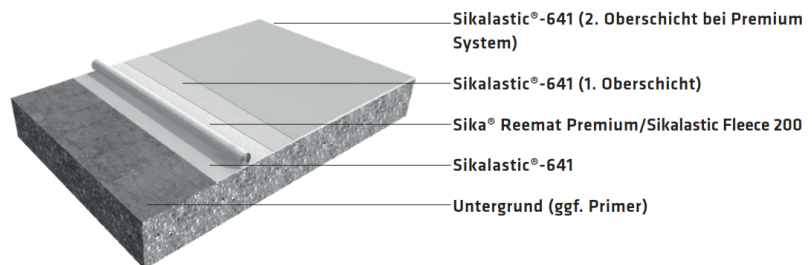 Sikalastic®-641 (2. Oberschicht bei Premium
System)
Sikalastic®-641 (1. Oberschicht)
Sika® Reemat Premium/Sikalastic Fleece 200
Sikalastic®-641
Untergrund (ggf. Primer)